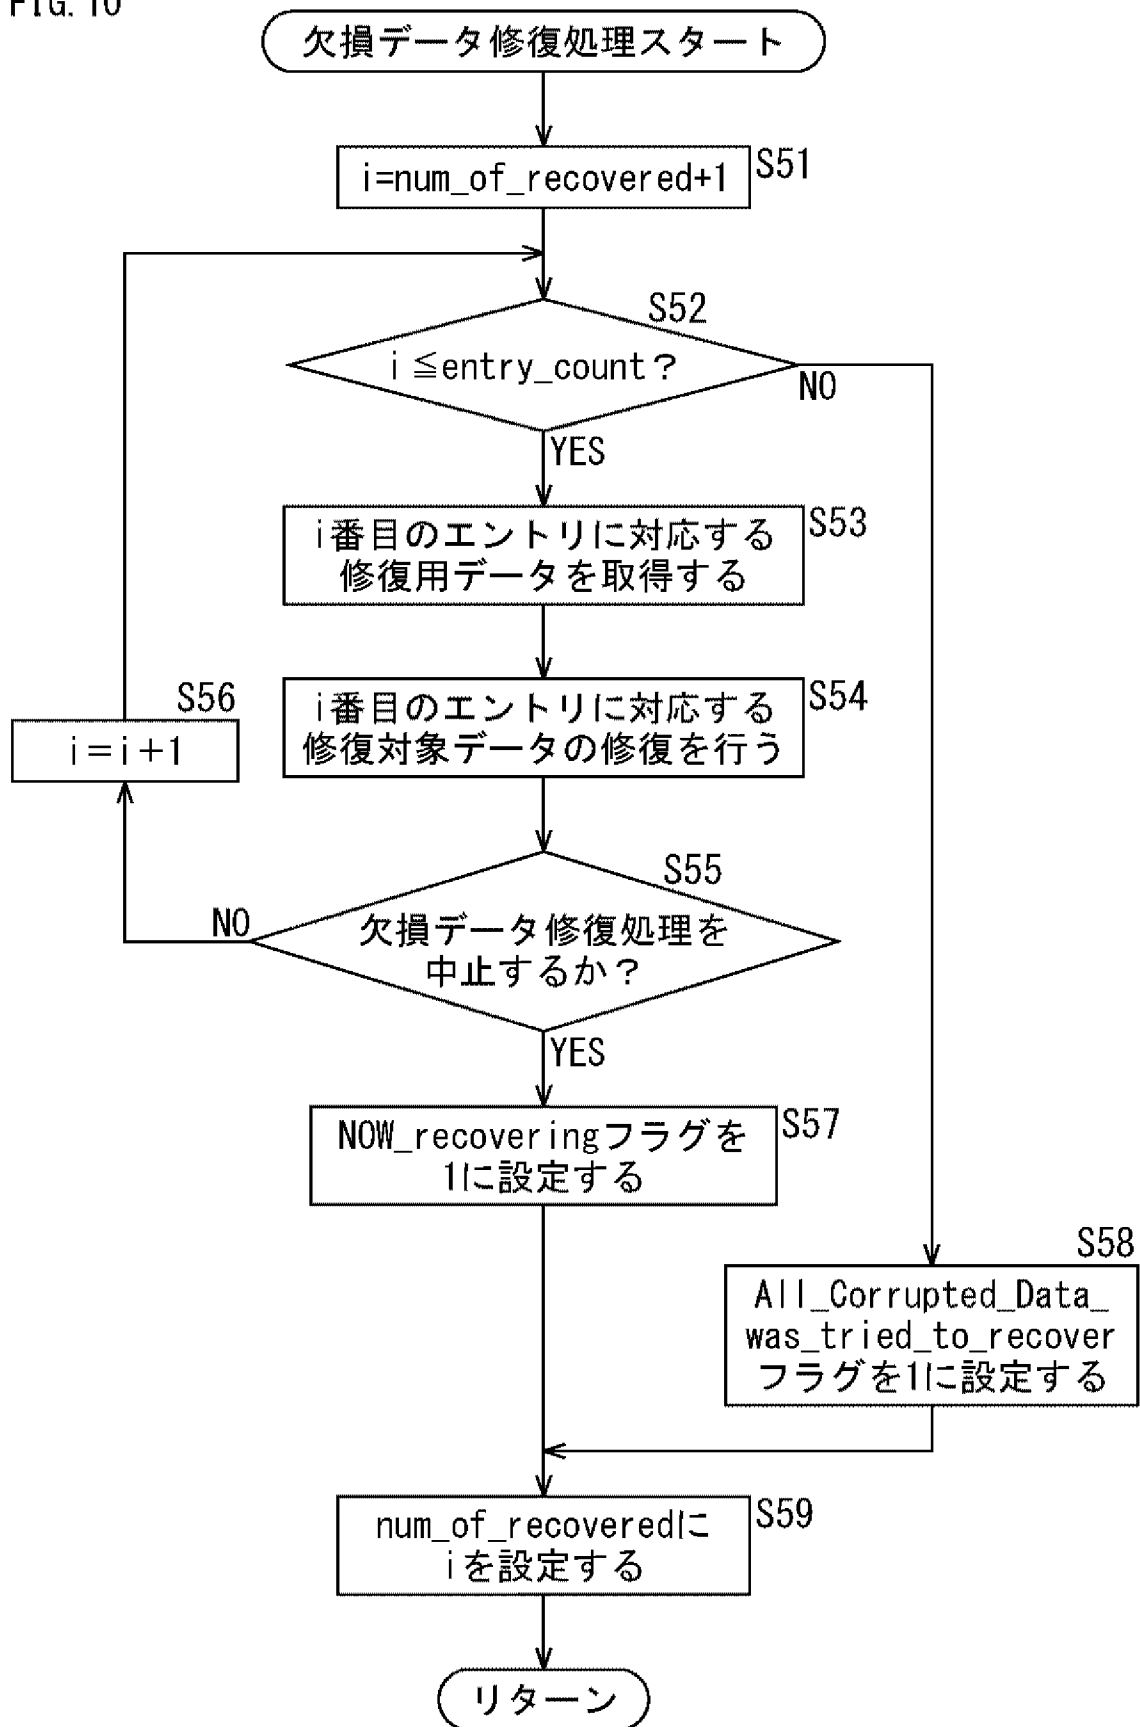 FIG. 10
欠損データ修復処理スタート
S51
i=num_of_recovered+1
S52
i≦entry_count?
NO
YES
S53
i番目のエントリに対応する
修復用データを取得する
S54
i番目のエントリに対応する
修復対象データの修復を行う
S56
i=i+1
S55
NO
欠損データ修復処理を
中止するか?
YES
S57
NOW_recoveringフラグを
1に設定する
S58
All_Corrupted_Data_
was_tried_to_recover
フラグを1に設定する
S59
num_of_recoveredに
iを設定する
リターン